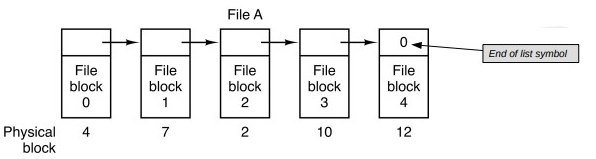 File A
0
End of list symbol
File block 0
File block 1
File block 2
File block 3
File block 4
Physical block 4 7 2 10 12